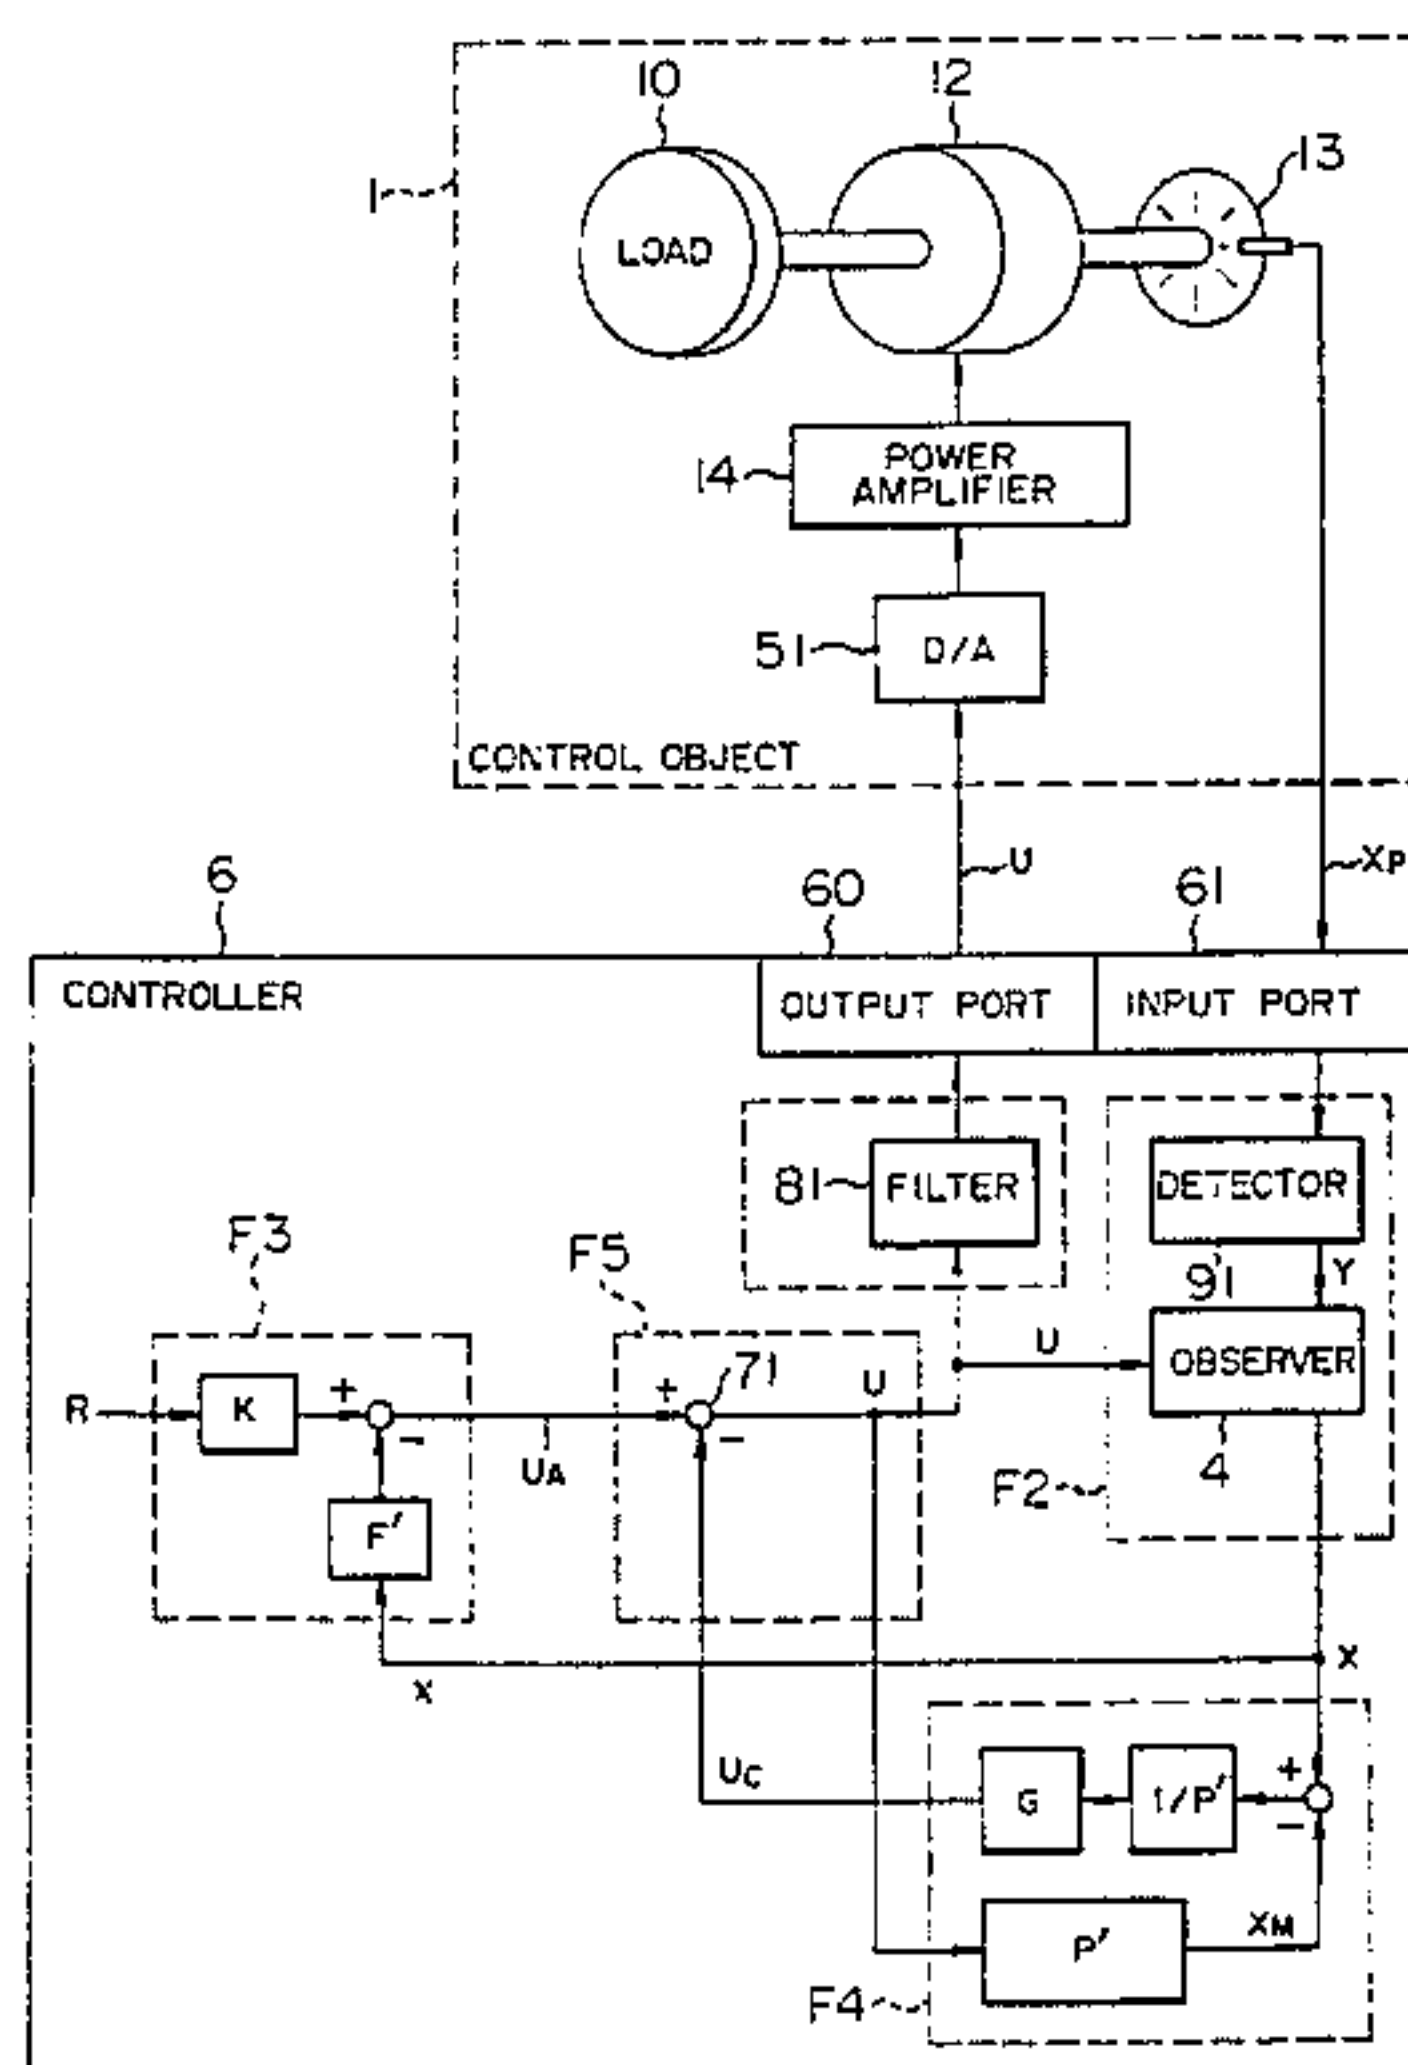 10
12
13
1
LOAD
14
POWER
AMPLIFIER
51
D/A
CONTROL OBJECT
U
XP
6
60
61
CONTROLLER
OUTPUT PORT
INPUT PORT
81
FILTER
DETECTOR
F3
F5
91
Y
U
OBSERVER
R
K
+
-
UA
+
-
71
U
4
F2
F'
X
X
UC
G
1/P'
+
-
P'
XM
F4